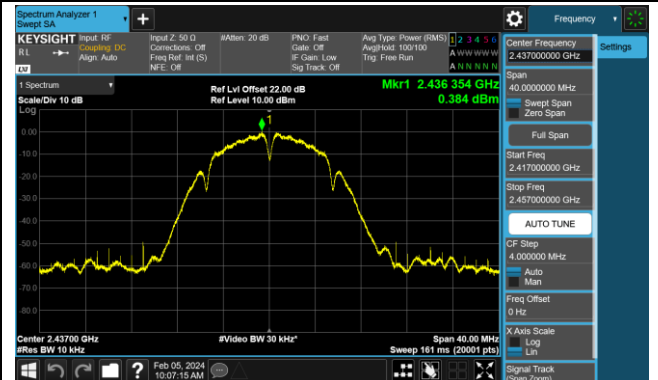 Spectrum Analyzer 1
Swept SA
Frequency
KEYSIGHT
RL
Input: RF
Coupling: DC
Align: Auto
Input Z: 50 Ω
Corrections: Off
Freq Ref: Int (S)
NFE: Off
#Atten: 20 dB
PNO: Fast
Gate: Off
IF Gain: Low
Sig Track: Off
Avg Type: Power (RMS)
Avg|Hold: 100/100
Trig: Free Run
1 2 3 4 5 6
A W W W W W
A N N N N N
LXI
1 Spectrum
Scale/Div 10 dB
Log
Ref Lvl Offset 22.00 dB
Ref Level 10.00 dBm
Mkr1 2.436 354 GHz
0.384 dBm
1
0.00
-10.0
-20.0
-30.0
-40.0
-50.0
-60.0
-70.0
-80.0
Center 2.43700 GHz
#Res BW 10 kHz
#Video BW 30 kHz*
Span 40.00 MHz
Sweep 161 ms (20001 pts)
Feb 05, 2024
10:07:15 AM
?
Center Frequency
2.437000000 GHz
Settings
Span
40.0000000 MHz
Swept Span
Zero Span
Full Span
Start Freq
2.417000000 GHz
Stop Freq
2.457000000 GHz
AUTO TUNE
CF Step
4.000000 MHz
Auto
Man
Freq Offset
0 Hz
X Axis Scale
Log
Lin
Signal Track
(Span Zoom)